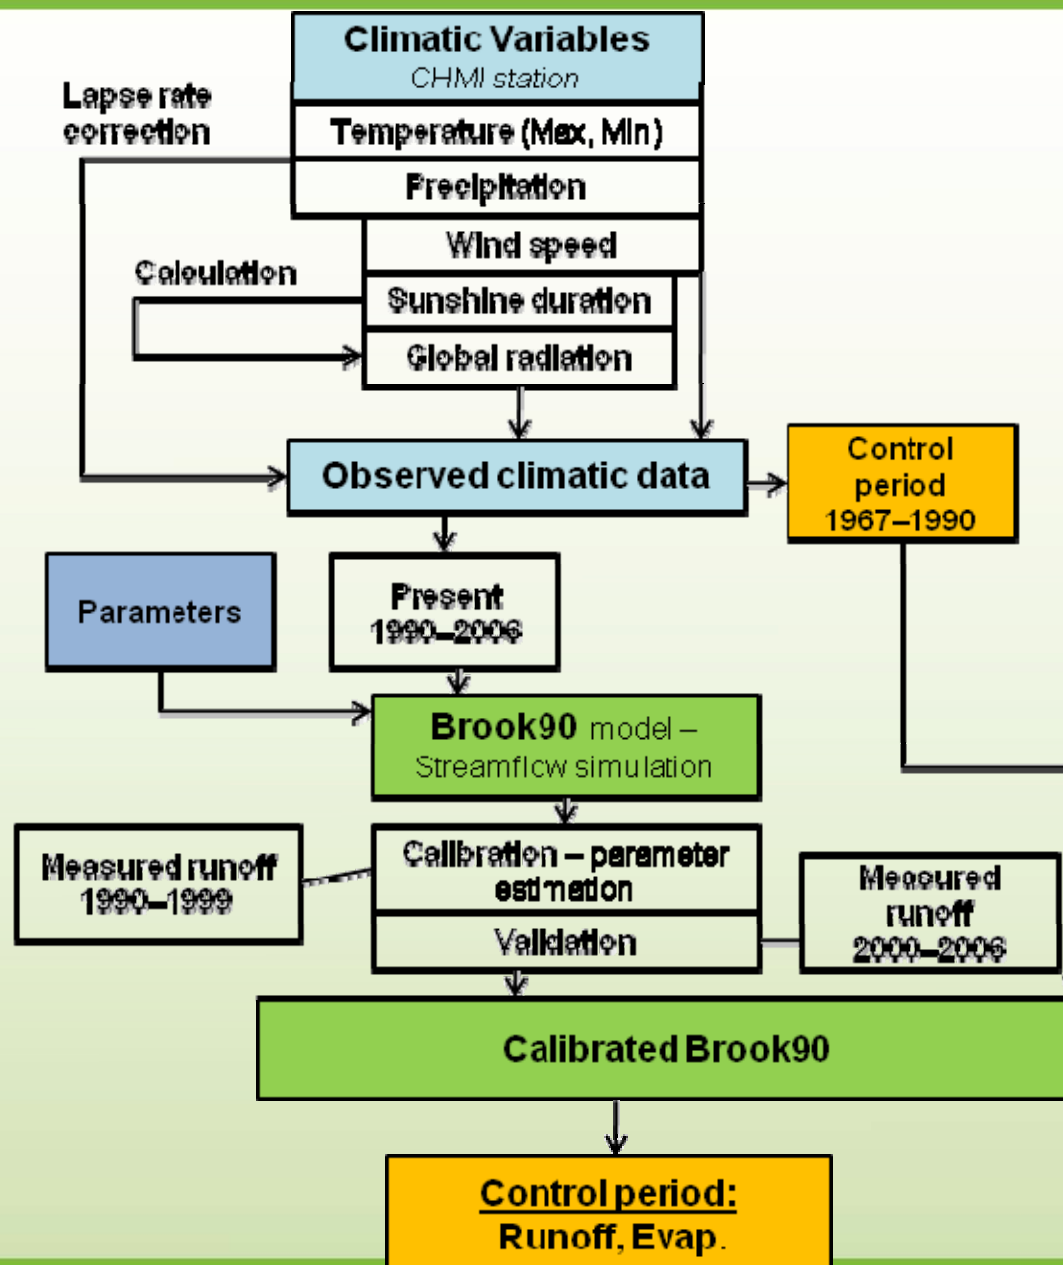 Climatic Variables
CHMI station
Lapse rate
correction
Temperature (Max, Min)
Precipitation
Wind speed
Calculation
Sunshine duration
Global radiation
Observed climatic data
Control
period
1967–1990
Parameters
Present
1990–2006
Brook90 model –
Streamflow simulation
Measured runoff
1990–1999
Calibration – parameter
estimation
Validation
Measured
runoff
2000–2006
Calibrated Brook90
Control period:
Runoff, Evap.